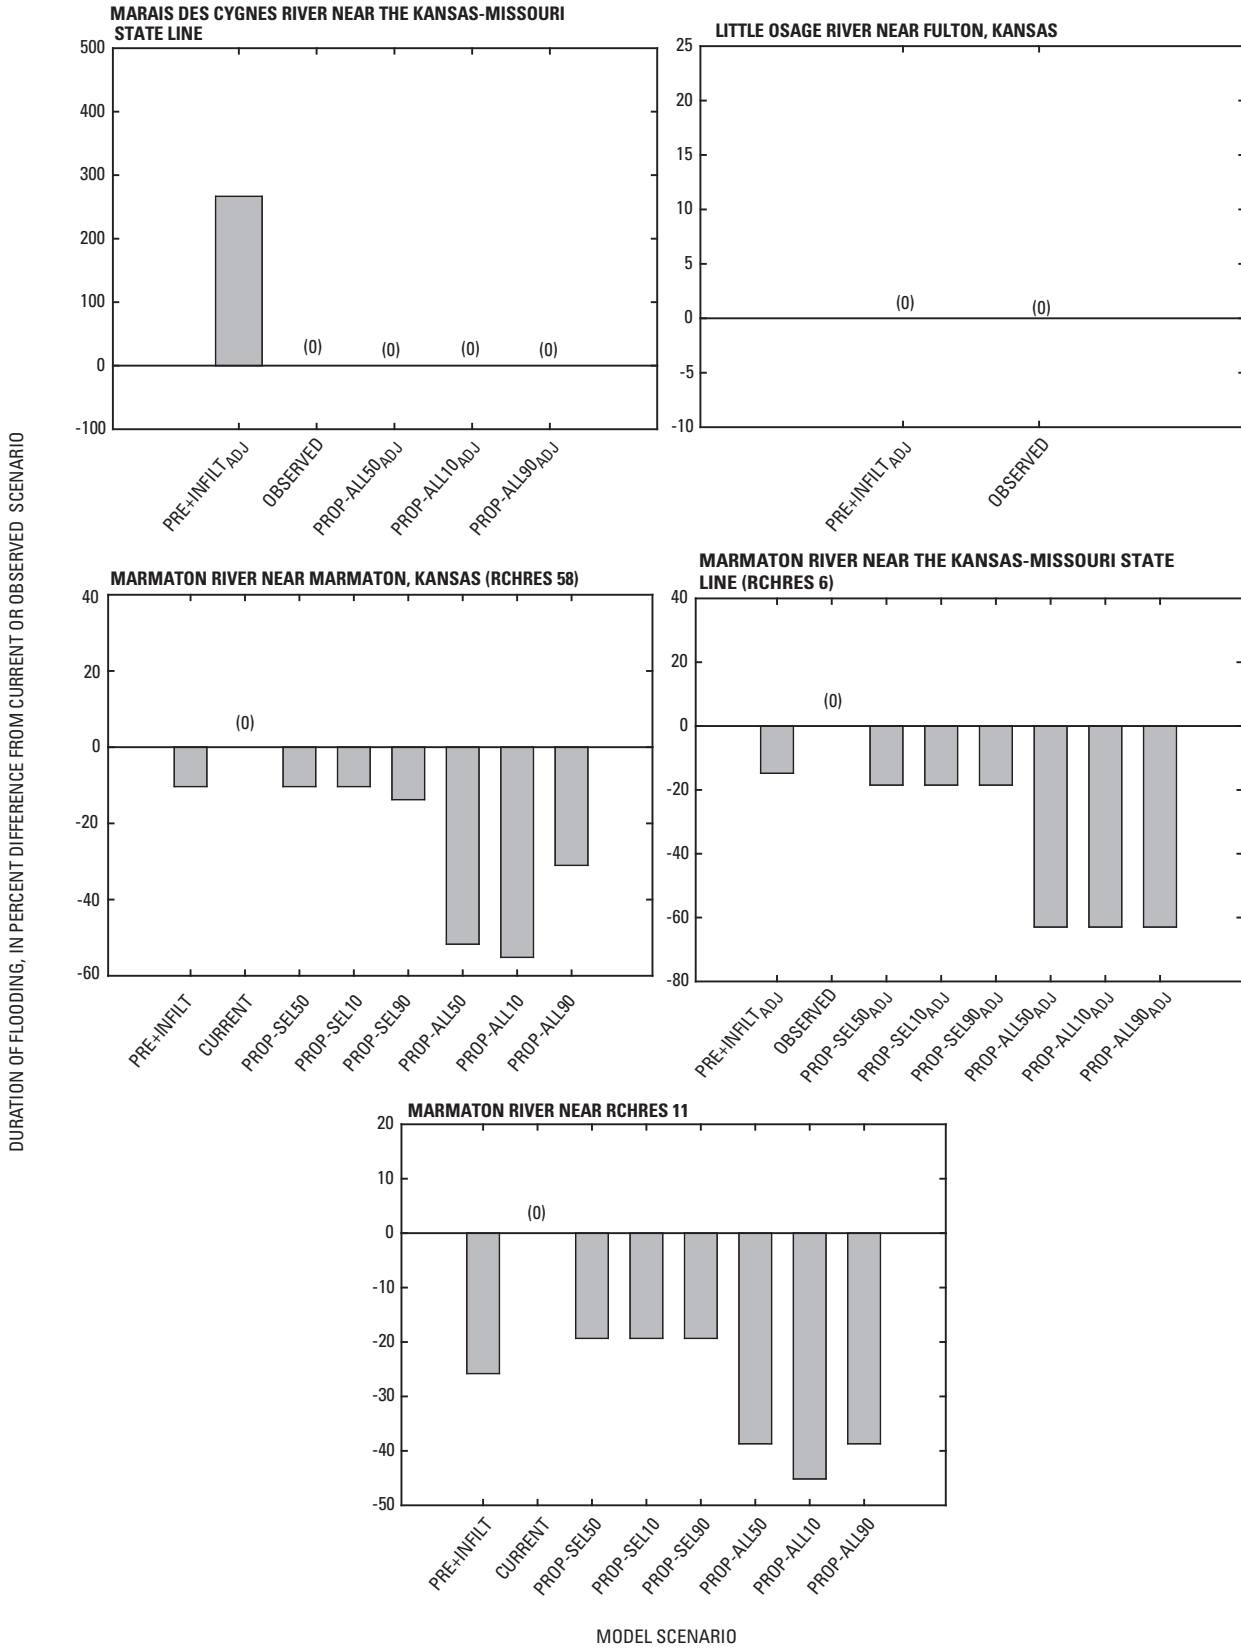 MARAIS DES CYGNES RIVER NEAR THE KANSAS-MISSOURI
STATE LINE
500
400
300
200
100
0
-100
(0)
(0)
(0)
(0)
PRE+INFILTADJ
OBSERVED
PROP-ALL50ADJ
PROP-ALL10ADJ
PROP-ALL90ADJ
LITTLE OSAGE RIVER NEAR FULTON, KANSAS
25
20
15
10
5
0
-5
-10
(0)
(0)
PRE+INFILTADJ
OBSERVED
DURATION OF FLOODING, IN PERCENT DIFFERENCE FROM CURRENT OR OBSERVED SCENARIO
MARMATON RIVER NEAR MARMATON, KANSAS (RCHRES 58)
40
20
0
-20
-40
-60
(0)
PRE+INFILT
CURRENT
PROP-SEL50
PROP-SEL10
PROP-SEL90
PROP-ALL50
PROP-ALL10
PROP-ALL90
MARMATON RIVER NEAR THE KANSAS-MISSOURI STATE
LINE (RCHRES 6)
40
20
0
-20
-40
-60
-80
(0)
PRE+INFILTADJ
OBSERVED
PROP-SEL50ADJ
PROP-SEL10ADJ
PROP-SEL90ADJ
PROP-ALL50ADJ
PROP-ALL10ADJ
PROP-ALL90ADJ
MARMATON RIVER NEAR RCHRES 11
20
10
0
-10
-20
-30
-40
-50
(0)
PRE+INFILT
CURRENT
PROP-SEL50
PROP-SEL10
PROP-SEL90
PROP-ALL50
PROP-ALL10
PROP-ALL90
MODEL SCENARIO